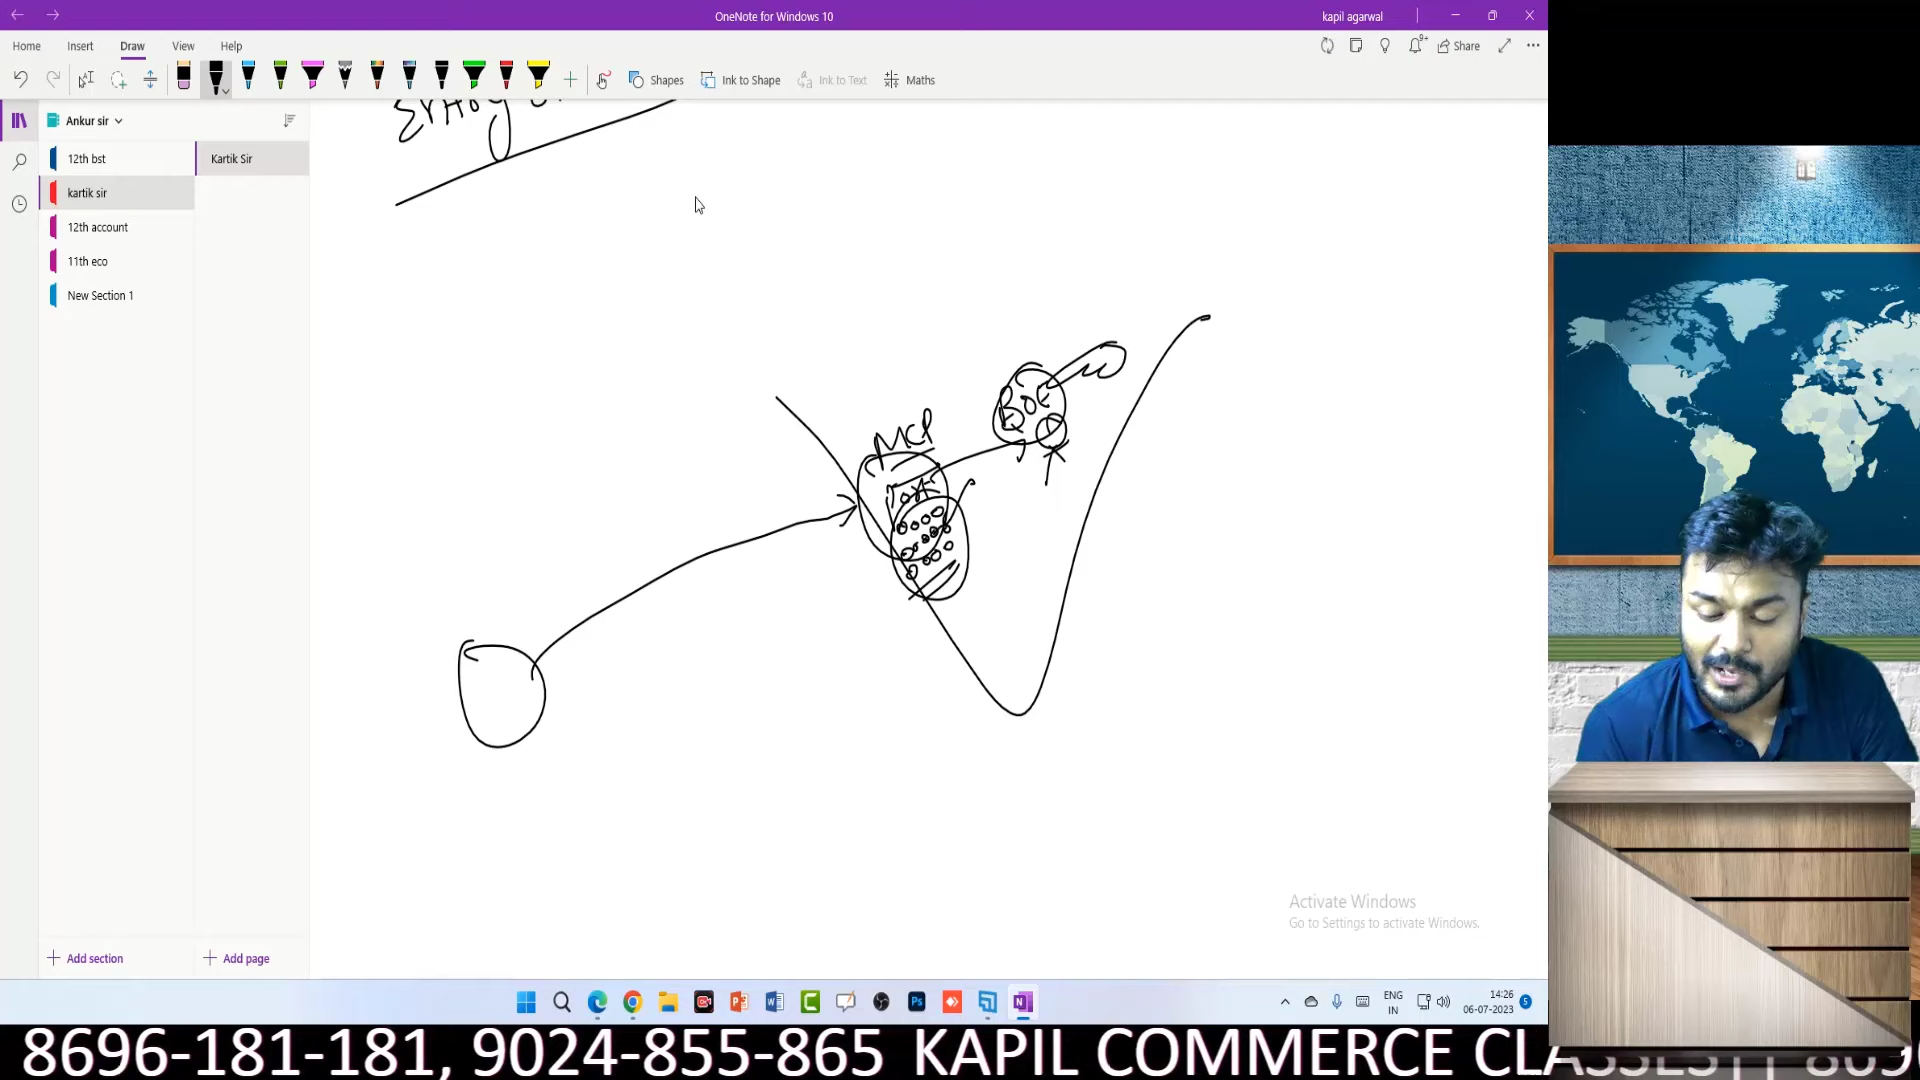 OneNote for Windows 10
kapil agarwal
Home Insert Draw View Help
9+
Share
Shapes Ink to Shape Ink to Text Maths
Ankur sir
12th bst
Kartik Sir
kartik sir
12th account
11th eco
New Section 1
Activate Windows
Go to Settings to activate Windows.
Add section
Add page
ENG
IN
14:26
06-07-2023
5
8696-181-181, 9024-855-865 KAPIL COMMERCE CLASSES